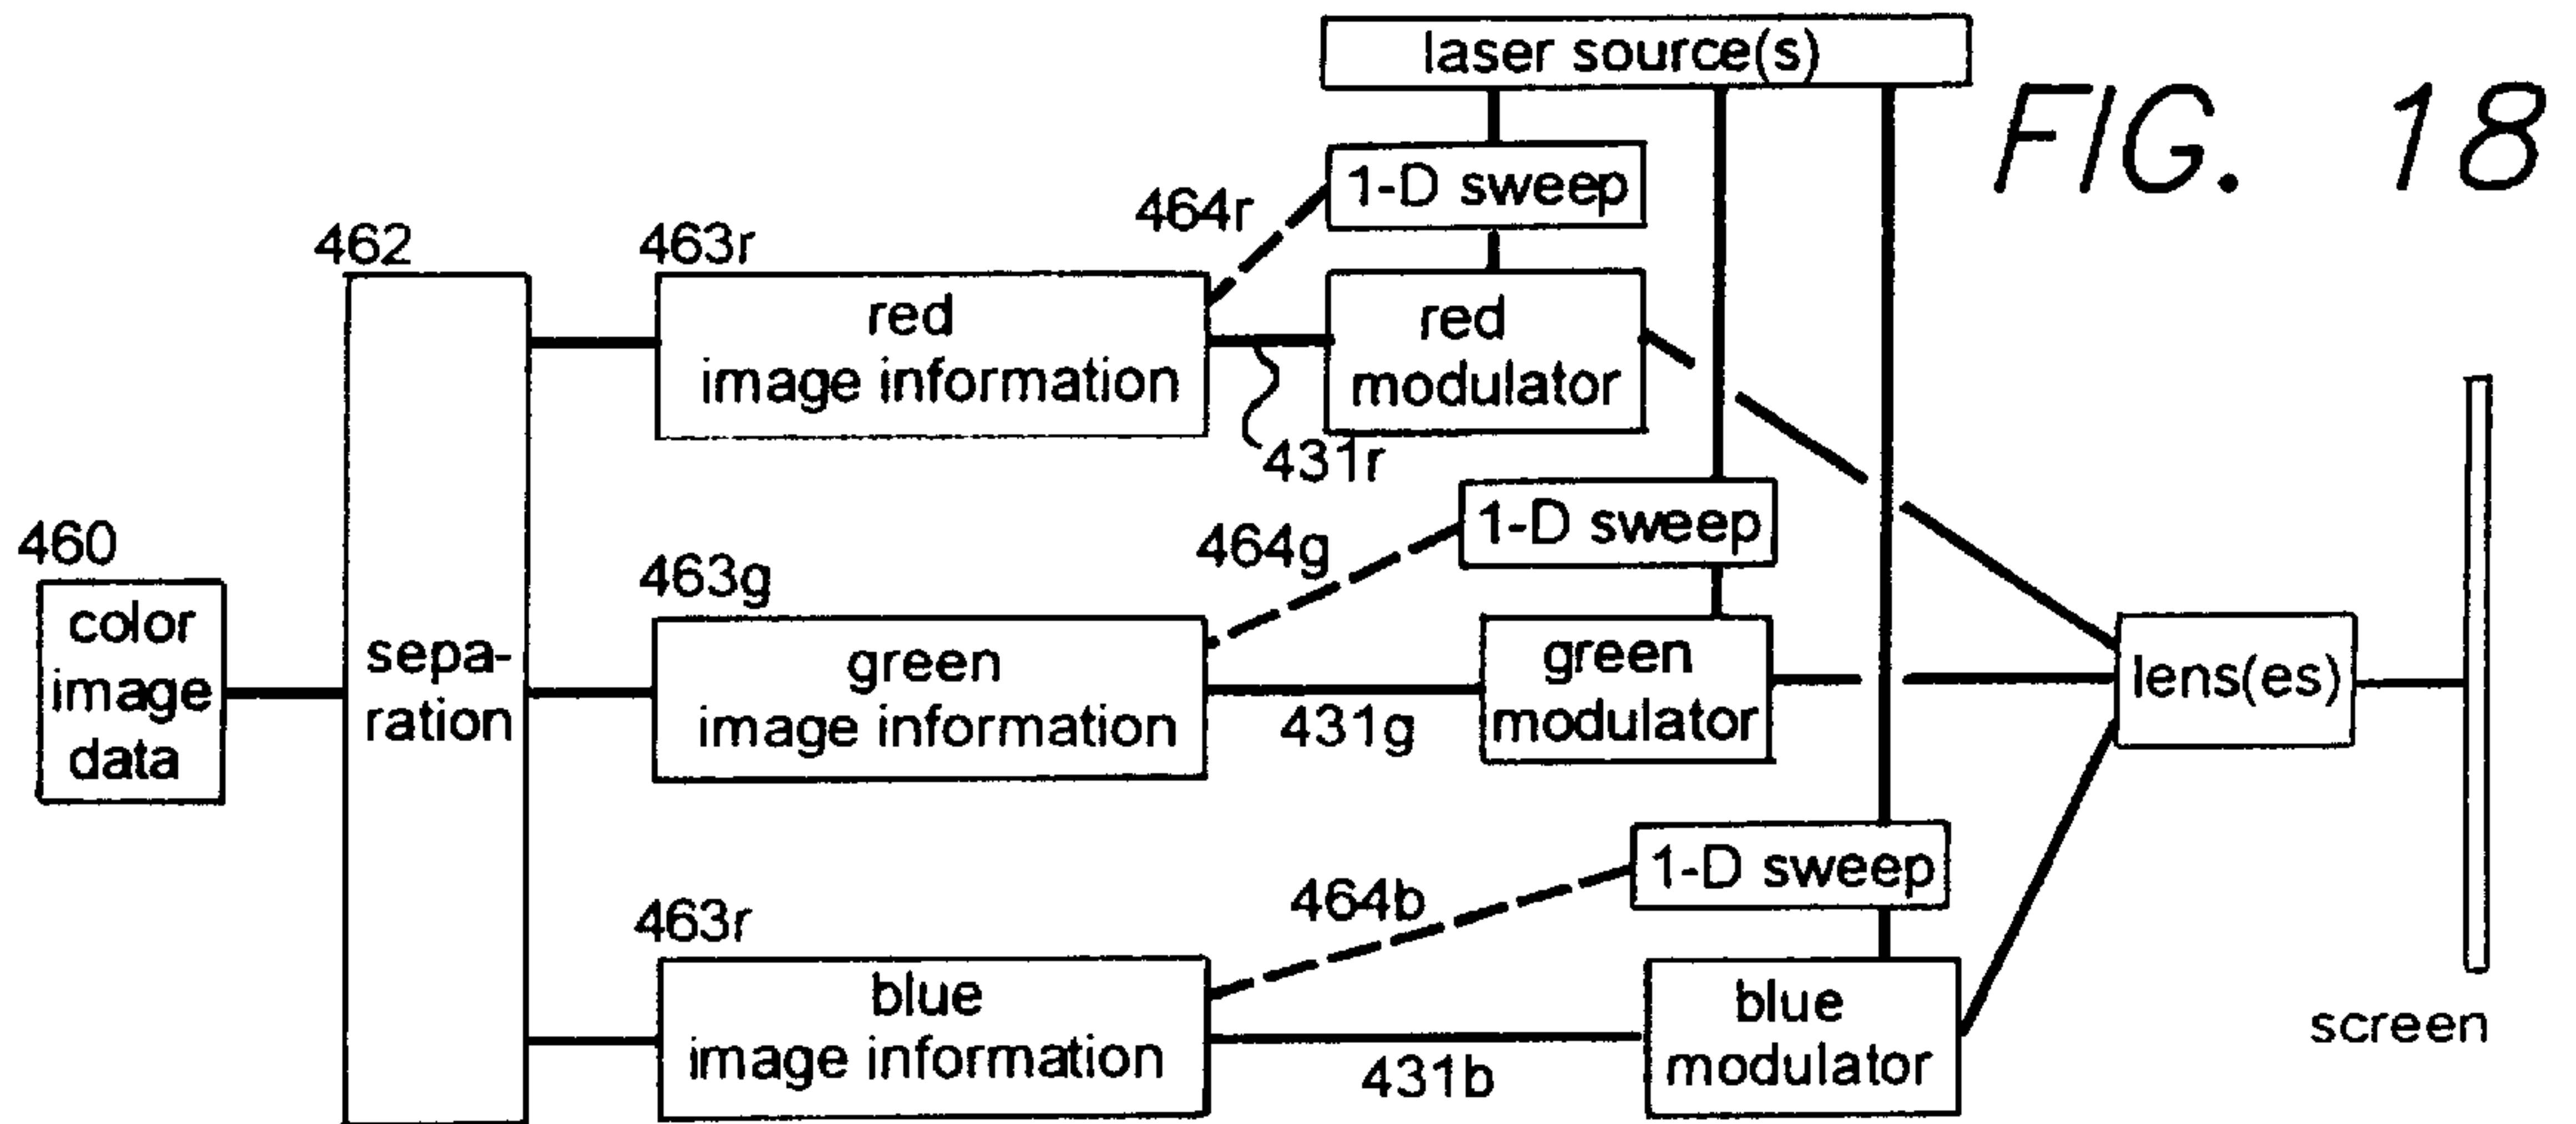 laser source(s)
FIG. 18
1-D sweep
464r
462
463r
red
image information
red
modulator
431r
1-D sweep
464g
460
463g
color
image
data
sepa-
ration
green
image information
green
modulator
431g
lens(es)
1-D sweep
464b
463r
blue
image information
blue
modulator
431b
screen